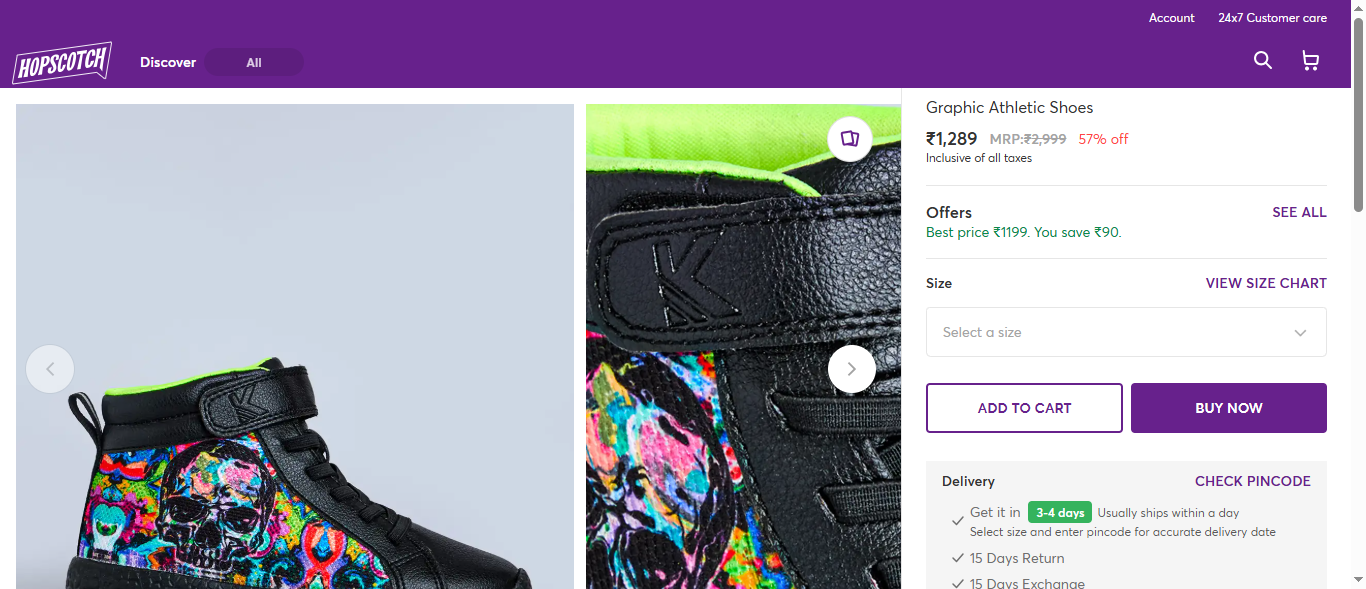 Account 24x7 Customer care
HOPSCOTCH Discover All
Graphic Athletic Shoes
₹1,289 MRP:₹2,999 57% off
Inclusive of all taxes
Offers SEE ALL
Best price ₹1199. You save ₹90.
Size VIEW SIZE CHART
Select a size
ADD TO CART BUY NOW
Delivery CHECK PINCODE
Get it in 3-4 days Usually ships within a day
Select size and enter pincode for accurate delivery date
15 Days Return
15 Days Exchange
K
K